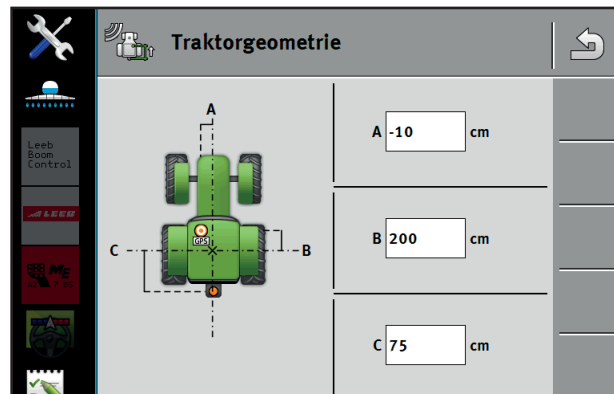 Traktorgeometrie
Leeb
Boom
Control
LEEB
ME
A
GPS
C
B
A -10 cm
B 200 cm
C 75 cm